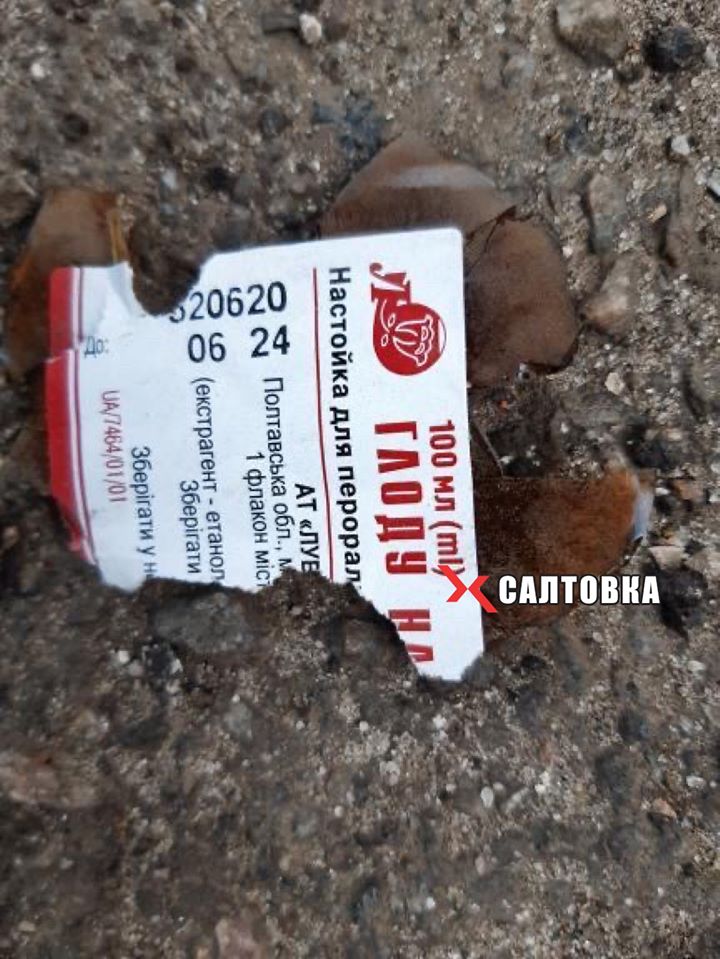 100 мл (ml)
ГЛОДУ НА
Настойка для перорал
АТ «ЛУБ
Полтавська обл., м
1 флакон міст
(екстрагент - етанол
Зберігати
Зберігати у н
UA/7464/01/01
До:
520620
06 24
САЛТОВКА